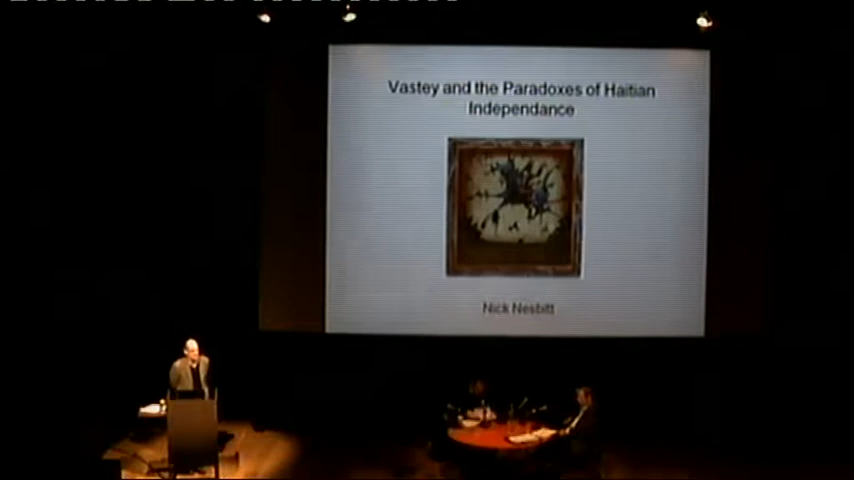 Vastey and the Paradoxes of Haitian
Independance
Nick Nesbitt